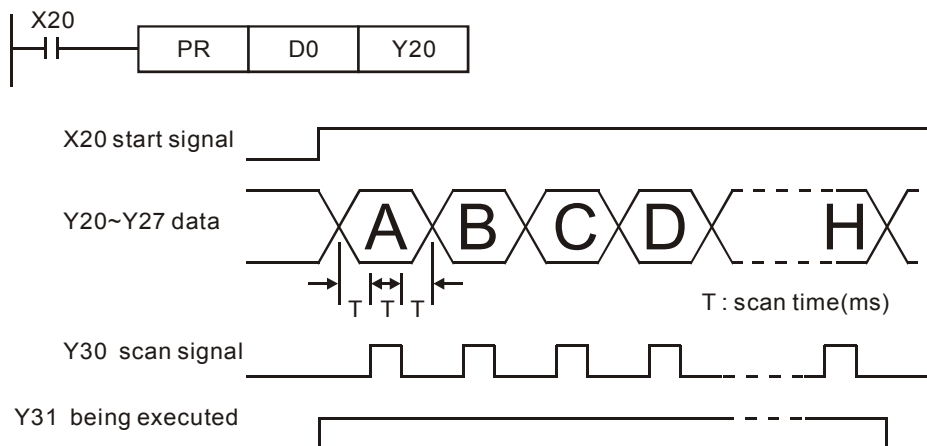 X20
PR D0 Y20
X20 start signal
Y20~Y27 data A B C D H
T T T T : scan time(ms)
Y30 scan signal
Y31 being executed